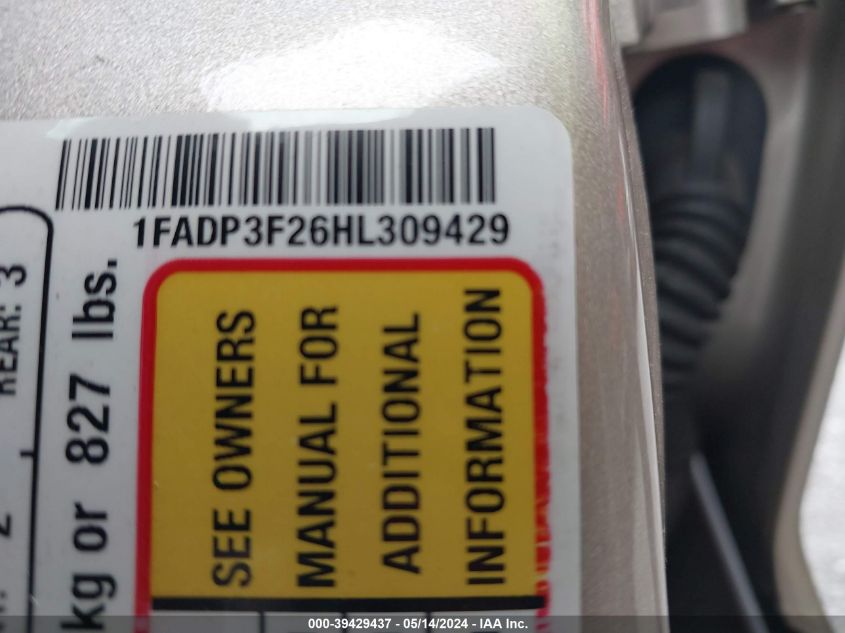 1FADP3F26HL309429
REAR: 3
2
kg or 827 lbs.
SEE OWNERS
MANUAL FOR
ADDITIONAL
INFORMATION
000-39429437 - 05/14/2024 - IAA Inc.